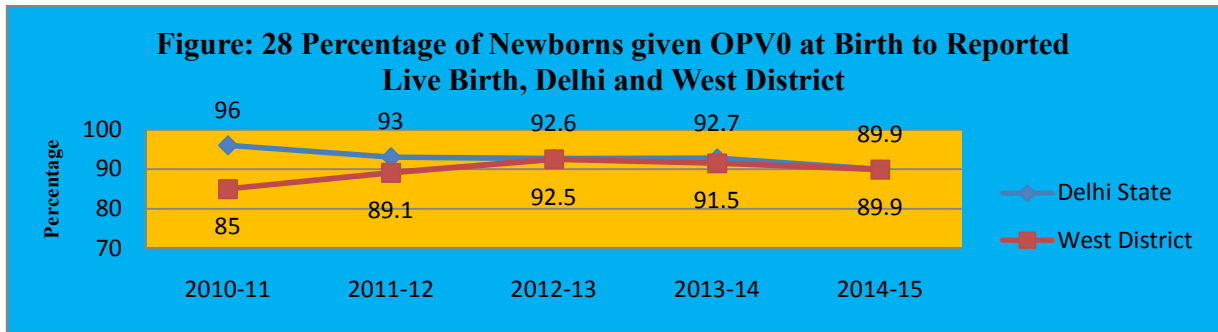 Figure: 28 Percentage of Newborns given OPV0 at Birth to Reported
Live Birth, Delhi and West District
96 93 92.6 92.7 89.9
100
90
80
70
Percentage
85 89.1 92.5 91.5 89.9
2010-11 2011-12 2012-13 2013-14 2014-15
Delhi State
West District